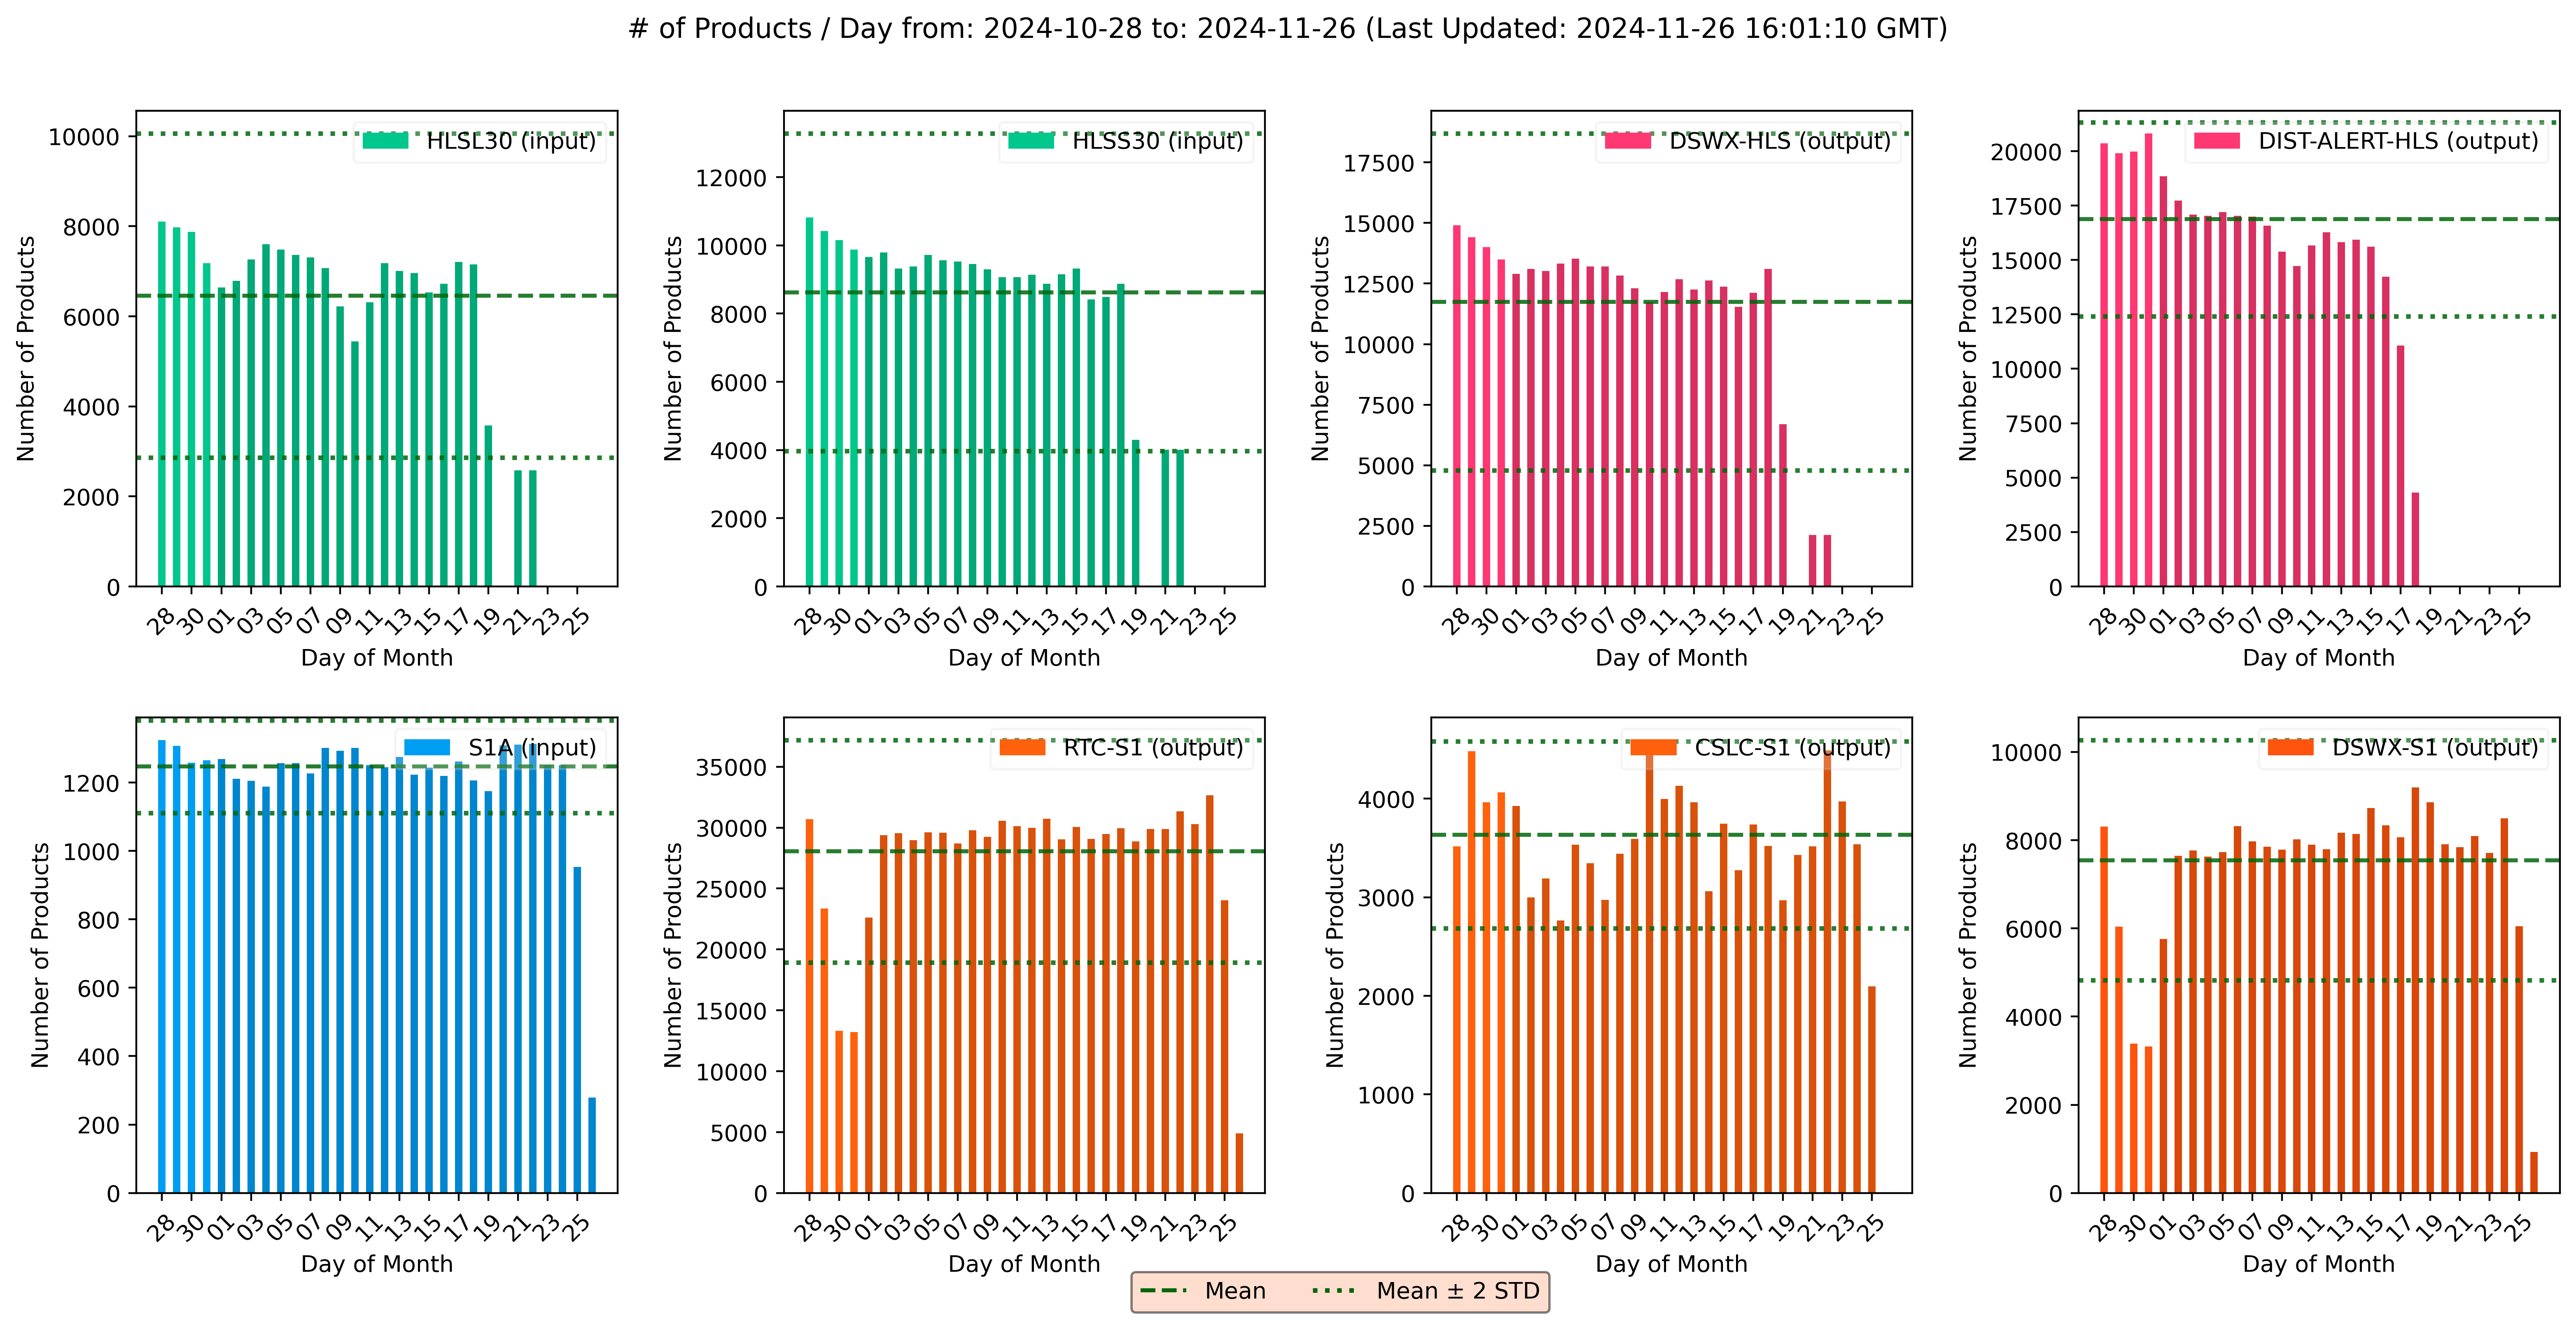 # of Products / Day from: 2024-10-28 to: 2024-11-26 (Last Updated: 2024-11-26 16:01:10 GMT)
HLSL30 (input)
Number of Products
10000
8000
6000
4000
2000
0
28 30 01 03 05 07 09 11 13 15 17 19 21 23 25
Day of Month
HLSS30 (input)
Number of Products
12000
10000
8000
6000
4000
2000
0
28 30 01 03 05 07 09 11 13 15 17 19 21 23 25
Day of Month
DSWX-HLS (output)
Number of Products
17500
15000
12500
10000
7500
5000
2500
0
28 30 01 03 05 07 09 11 13 15 17 19 21 23 25
Day of Month
DIST-ALERT-HLS (output)
Number of Products
20000
17500
15000
12500
10000
7500
5000
2500
0
28 30 01 03 05 07 09 11 13 15 17 19 21 23 25
Day of Month
S1A (input)
Number of Products
1200
1000
800
600
400
200
0
28 30 01 03 05 07 09 11 13 15 17 19 21 23 25
Day of Month
RTC-S1 (output)
Number of Products
35000
30000
25000
20000
15000
10000
5000
0
28 30 01 03 05 07 09 11 13 15 17 19 21 23 25
Day of Month
CSLC-S1 (output)
Number of Products
4000
3000
2000
1000
0
28 30 01 03 05 07 09 11 13 15 17 19 21 23 25
Day of Month
DSWX-S1 (output)
Number of Products
10000
8000
6000
4000
2000
0
28 30 01 03 05 07 09 11 13 15 17 19 21 23 25
Day of Month
Mean
Mean ± 2 STD